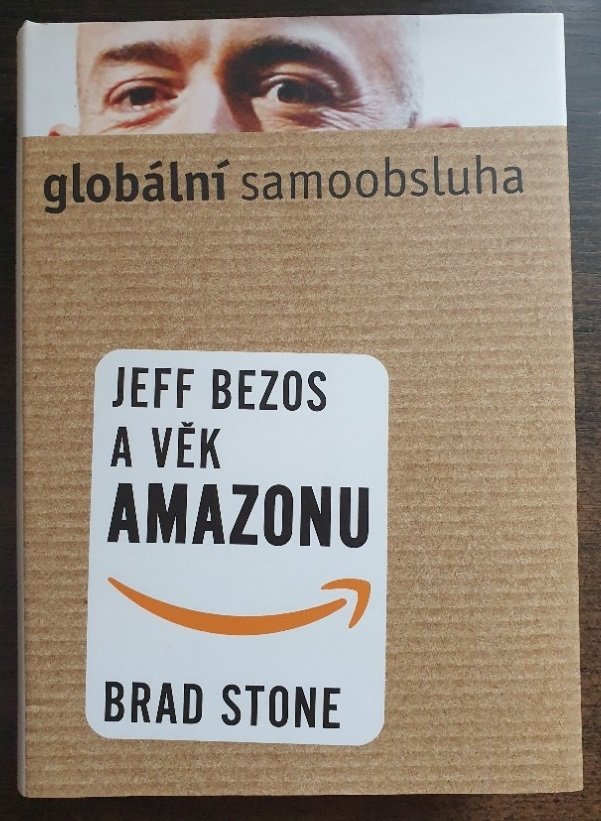 globální samoobsluha
JEFF BEZOS
A VĚK
AMAZONU
BRAD STONE